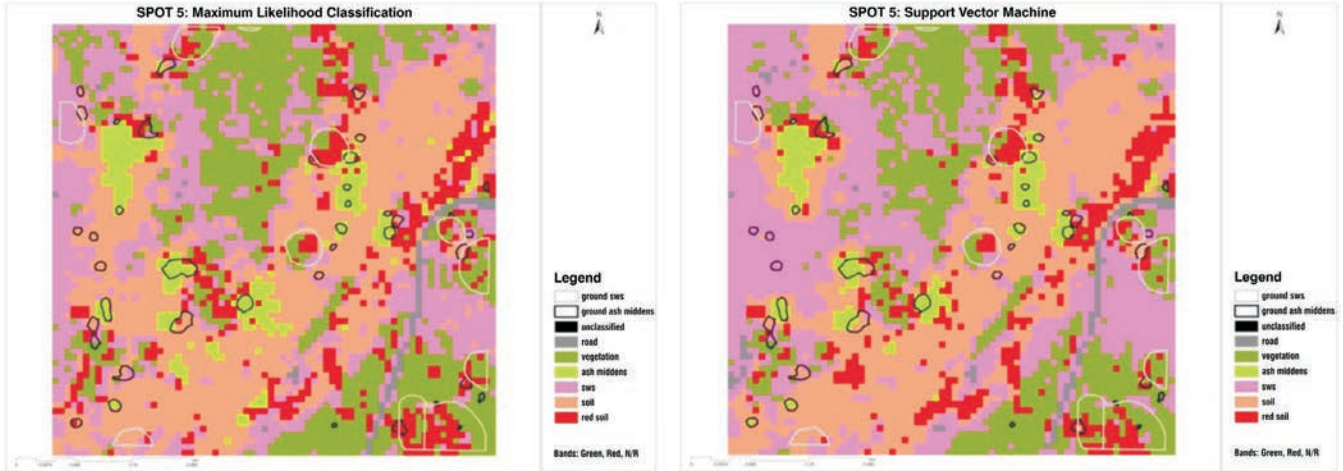 SPOT 5: Maximum Likelihood Classification
N
Legend
ground sws
ground ash middens
unclassified
road
vegetation
ash middens
sws
soil
red soil
Bands: Green, Red, N/R
SPOT 5: Support Vector Machine
N
Legend
ground sws
ground ash middens
unclassified
road
vegetation
ash middens
sws
soil
red soil
Bands: Green, Red, N/R